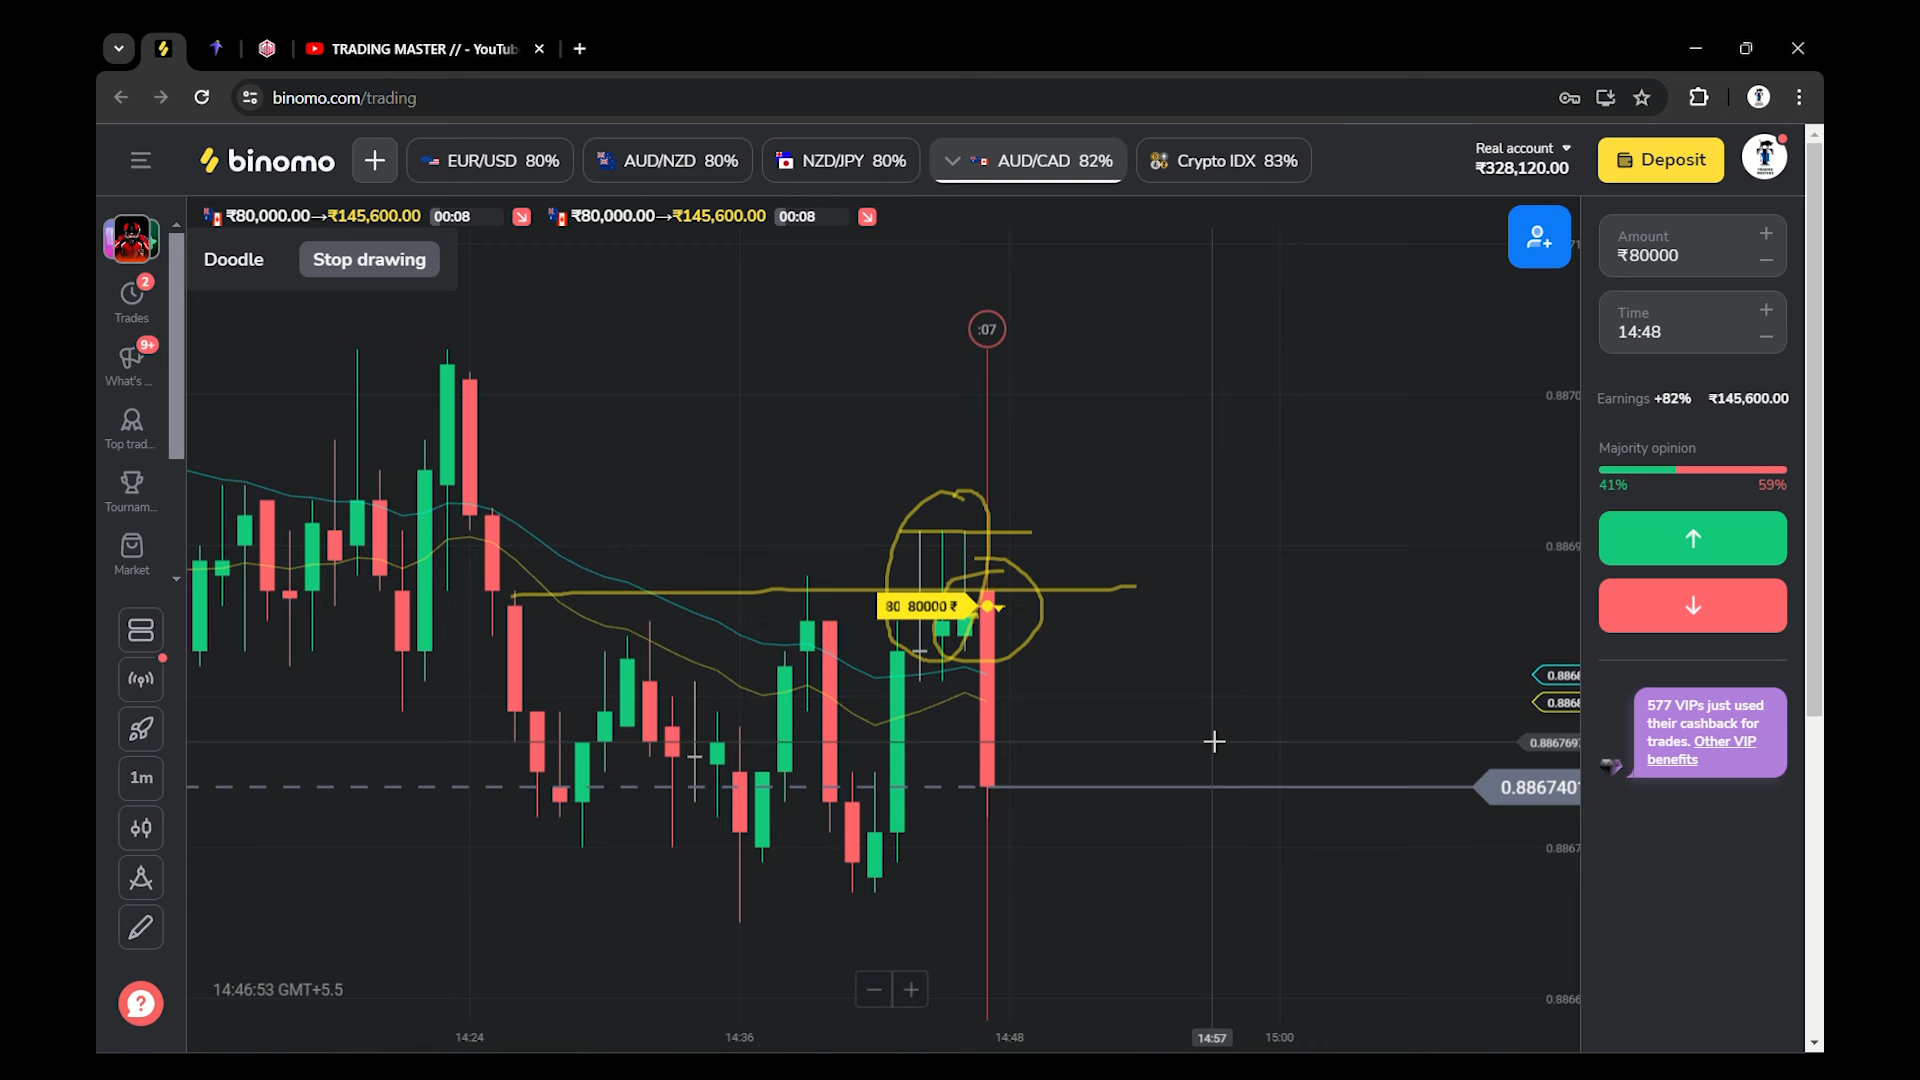 TRADING MASTER // - YouTub
binomo.com/trading
binomo
EUR/USD 80%
AUD/NZD 80%
NZD/JPY 80%
AUD/CAD 82%
Crypto IDX 83%
Real account
₹328,120.00
Deposit
₹80,000.00→₹145,600.00 00:08
₹80,000.00→₹145,600.00 00:08
Doodle
Stop drawing
Amount
₹80000
Time
14:48
Earnings +82% ₹145,600.00
Majority opinion
41% 59%
577 VIPs just used
their cashback for
trades. Other VIP
benefits
2
Trades
9+
What's ...
Top trad...
Tournam...
Market
1m
:07
80 80000 ₹
0.8870
0.8869
0.8868
0.8868
0.8867697
0.8867401
0.8867
0.8866
14:46:53 GMT+5.5
14:24
14:36
14:48
14:57
15:00